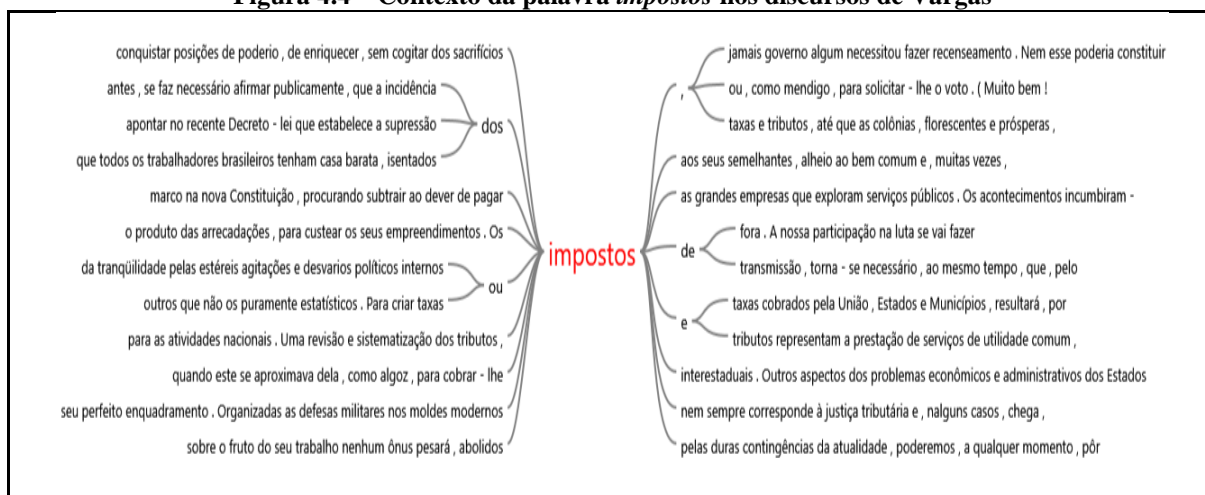 Figura 4.4 – Contexto da palavra impostos nos discursos de Vargas
conquistar posições de poderio , de enriquecer , sem cogitar dos sacrifícios
antes , se faz necessário afirmar publicamente , que a incidência
apontar no recente Decreto - lei que estabelece a supressão
que todos os trabalhadores brasileiros tenham casa barata , isentados
dos
marco na nova Constituição , procurando subtrair ao dever de pagar
o produto das arrecadações , para custear os seus empreendimentos . Os
da tranqüilidade pelas estéreis agitações e desvarios políticos internos
outros que não os puramente estatísticos . Para criar taxas
ou
para as atividades nacionais . Uma revisão e sistematização dos tributos ,
quando este se aproximava dela , como algoz , para cobrar - lhe
seu perfeito enquadramento . Organizadas as defesas militares nos moldes modernos
sobre o fruto do seu trabalho nenhum ônus pesará , abolidos
impostos
,
jamais governo algum necessitou fazer recenseamento . Nem esse poderia constituir
ou , como mendigo , para solicitar - lhe o voto . ( Muito bem !
taxas e tributos , até que as colônias , florescentes e prósperas ,
aos seus semelhantes , alheio ao bem comum e , muitas vezes ,
as grandes empresas que exploram serviços públicos . Os acontecimentos incumbiram -
de
fora . A nossa participação na luta se vai fazer
transmissão , torna - se necessário , ao mesmo tempo , que , pelo
e
taxas cobrados pela União , Estados e Municípios , resultará , por
tributos representam a prestação de serviços de utilidade comum ,
interestaduais . Outros aspectos dos problemas econômicos e administrativos dos Estados
nem sempre corresponde à justiça tributária e , nalguns casos , chega ,
pelas duras contingências da atualidade , poderemos , a qualquer momento , pôr